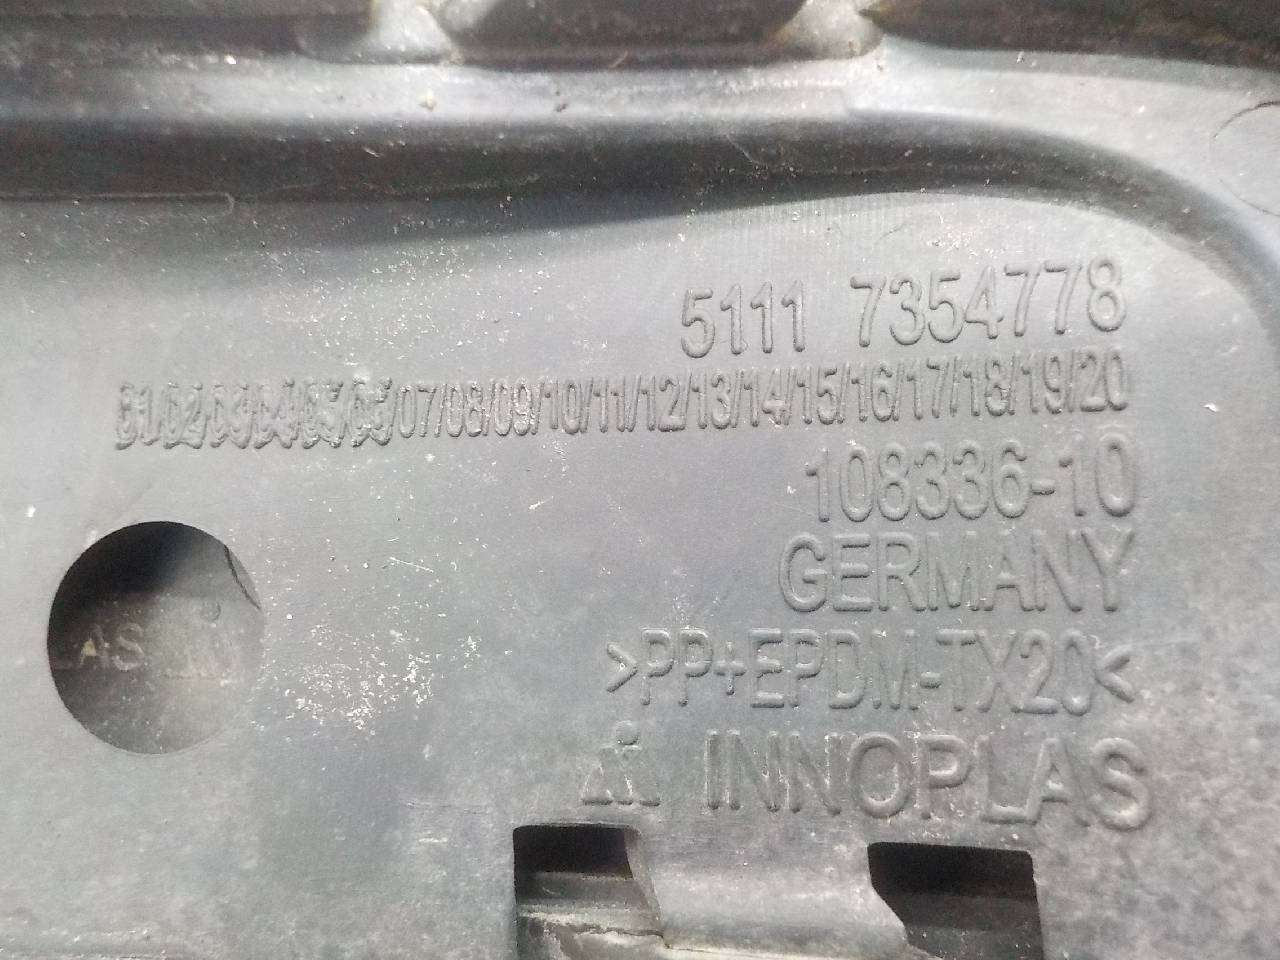 5111 7354778
01/02/03/04/05/06/07/08/09/10/11/12/13/14/15/16/17/18/19/20
108336-10
GERMANY
>PP+EPDM-TX20<
INNOPLAS
LAS